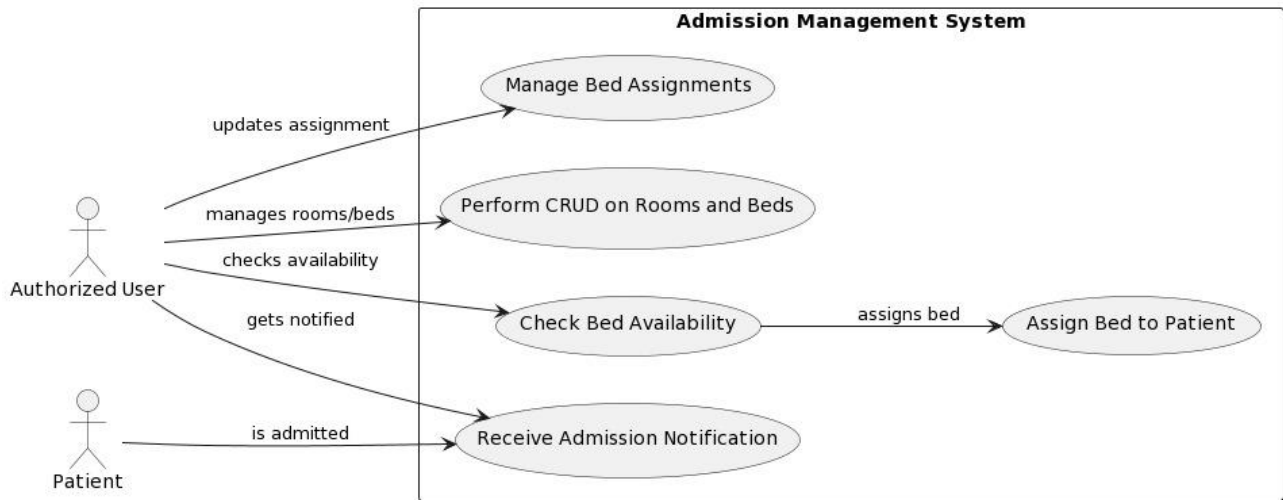 Admission Management System
Manage Bed Assignments
updates assignment
Perform CRUD on Rooms and Beds
manages rooms/beds
checks availability
Authorized User
gets notified
Check Bed Availability
assigns bed
Assign Bed to Patient
is admitted
Receive Admission Notification
Patient